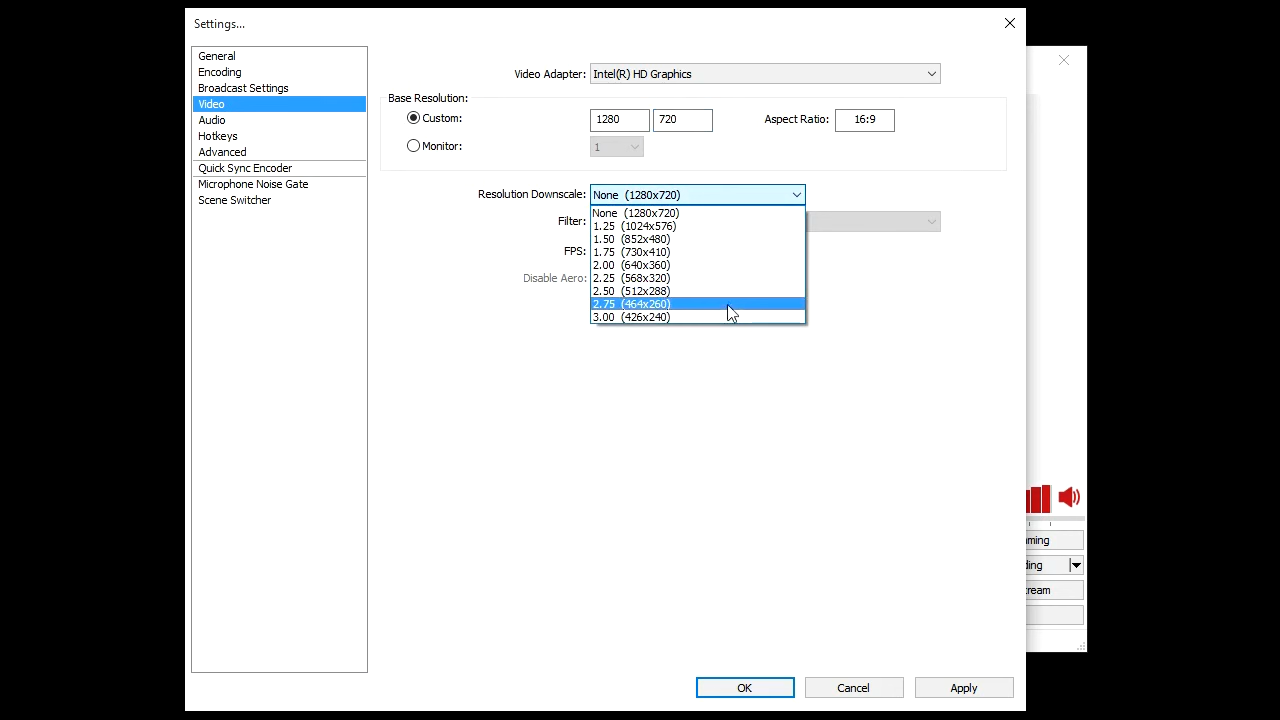 Settings...
General
Encoding
Broadcast Settings
Video
Audio
Hotkeys
Advanced
Quick Sync Encoder
Microphone Noise Gate
Scene Switcher
Video Adapter: Intel(R) HD Graphics
Base Resolution:
Custom: 1280 720 Aspect Ratio: 16:9
Monitor: 1
Resolution Downscale: None (1280x720)
None (1280x720)
Filter:
1.25 (1024x576)
1.50 (852x480)
FPS:
1.75 (730x410)
2.00 (640x360)
Disable Aero:
2.25 (568x320)
2.50 (512x288)
2.75 (464x260)
3.00 (426x240)
OK Cancel Apply